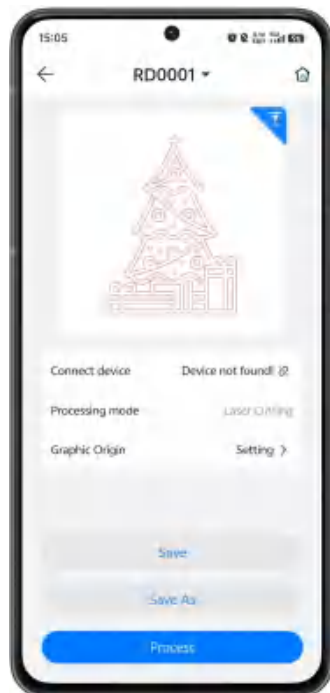 15:05
RD0001
Connect device Device not found!
Processing mode Laser Cutting
Graphic Origin Setting
Save
Save As
Process